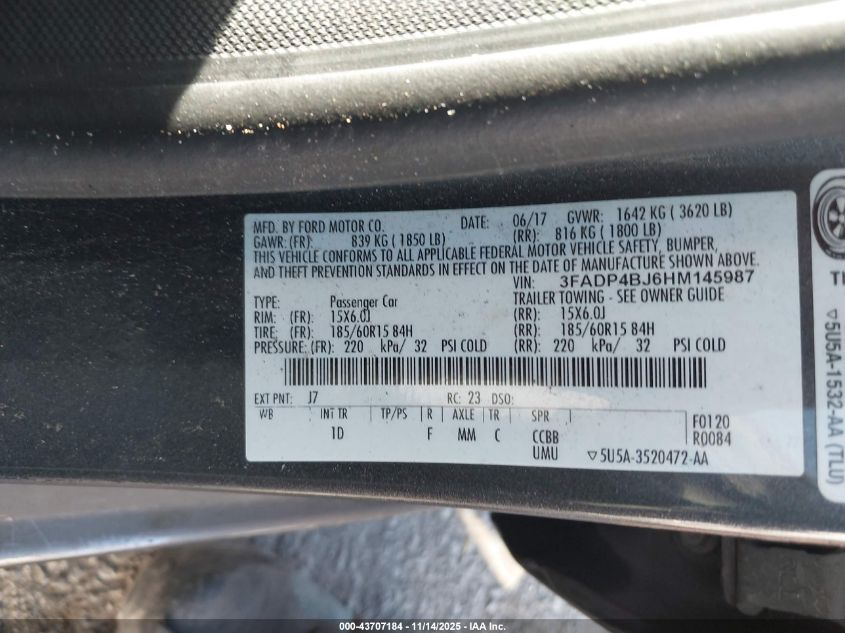 MFD. BY FORD MOTOR CO. DATE: 06/17 GVWR: 1642 KG ( 3620 LB)
GAWR: (FR): 839 KG ( 1850 LB) (RR): 816 KG ( 1800 LB)
THIS VEHICLE CONFORMS TO ALL APPLICABLE FEDERAL MOTOR VEHICLE SAFETY, BUMPER,
AND THEFT PREVENTION STANDARDS IN EFFECT ON THE DATE OF MANUFACTURE SHOWN ABOVE.
VIN: 3FADP4BJ6HM145987
TYPE: Passenger Car TRAILER TOWING - SEE OWNER GUIDE
RIM: (FR): 15X6.0J (RR): 15X6.0J
TIRE: (FR): 185/60R15 84H (RR): 185/60R15 84H
PRESSURE: (FR): 220 kPa/ 32 PSI COLD (RR): 220 kPa/ 32 PSI COLD
EXT PNT: J7 RC: 23 DSO:
WB INT TR TP/PS R AXLE TR SPR F0120
1D F MM C CCBB R0084
UMU ▽5U5A-3520472-AA
▽5U5A-1532-AA (TLU)
000-43707184 | 11/14/2025 - IAA Inc.